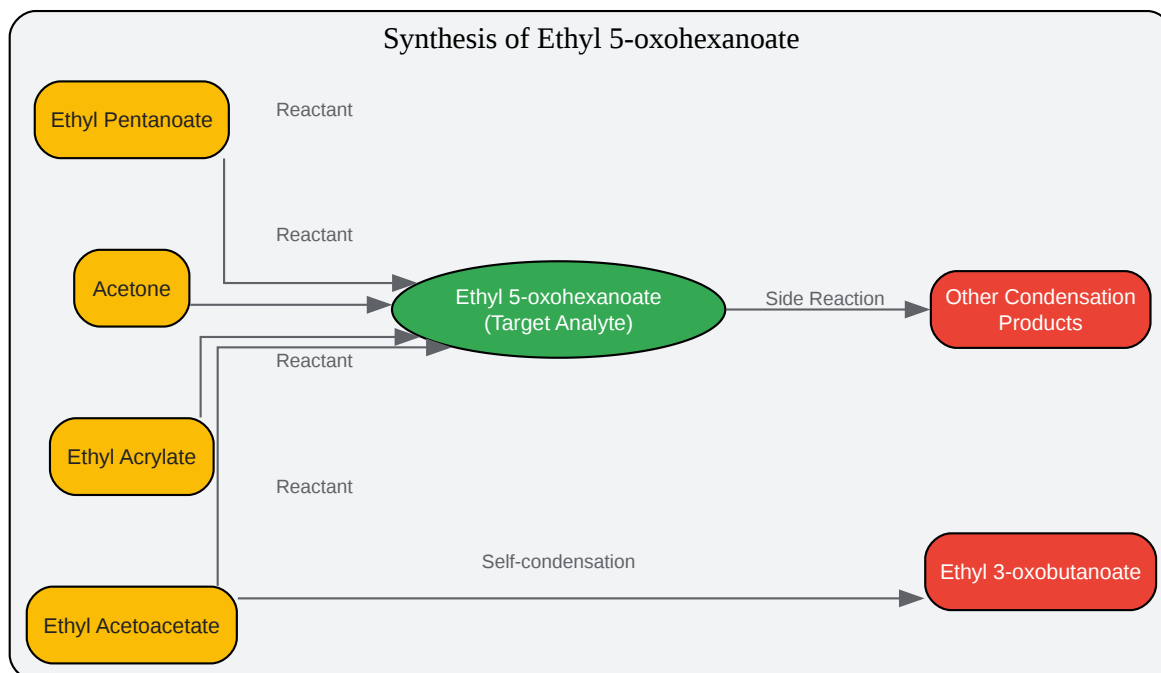 Synthesis of Ethyl 5-oxohexanoate
Ethyl Pentanoate
Reactant
Reactant
Acetone
Ethyl 5-oxohexanoate
(Target Analyte)
Side Reaction
Other Condensation
Products
Reactant
Ethyl Acrylate
Reactant
Self-condensation
Ethyl 3-oxobutanoate
Ethyl Acetoacetate